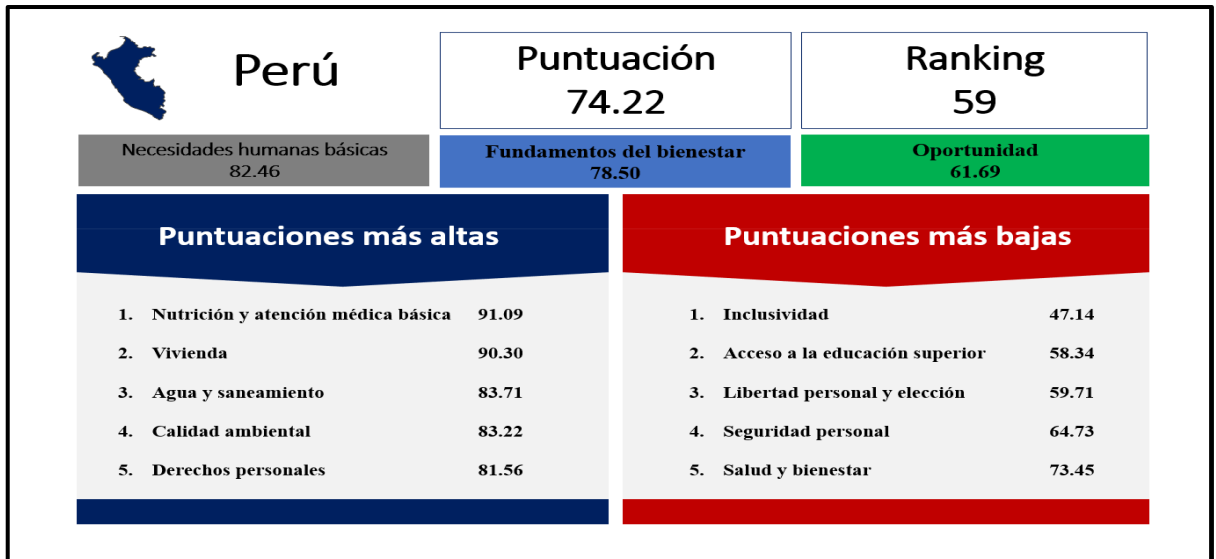 Perú
Puntuación
74.22
Ranking
59
Necesidades humanas básicas
82.46
Fundamentos del bienestar
78.50
Oportunidad
61.69
Puntuaciones más altas
1. Nutrición y atención médica básica 91.09
2. Vivienda 90.30
3. Agua y saneamiento 83.71
4. Calidad ambiental 83.22
5. Derechos personales 81.56
Puntuaciones más bajas
1. Inclusividad 47.14
2. Acceso a la educación superior 58.34
3. Libertad personal y elección 59.71
4. Seguridad personal 64.73
5. Salud y bienestar 73.45